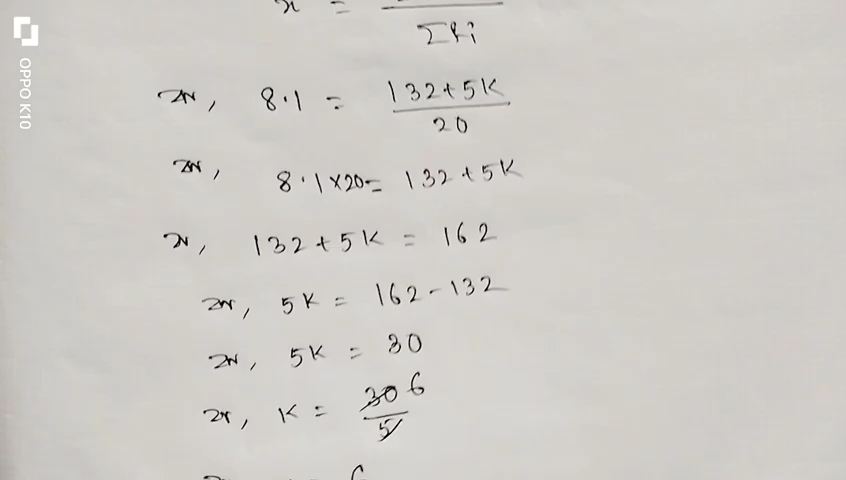 x =
Σfi
বা, 8.1 = 132+5K
20
বা, 8.1×20= 132+5K
বা, 132+5K = 162
বা, 5K = 162-132
বা, 5K = 30
বা, K = 30 6
5
OPPO K10